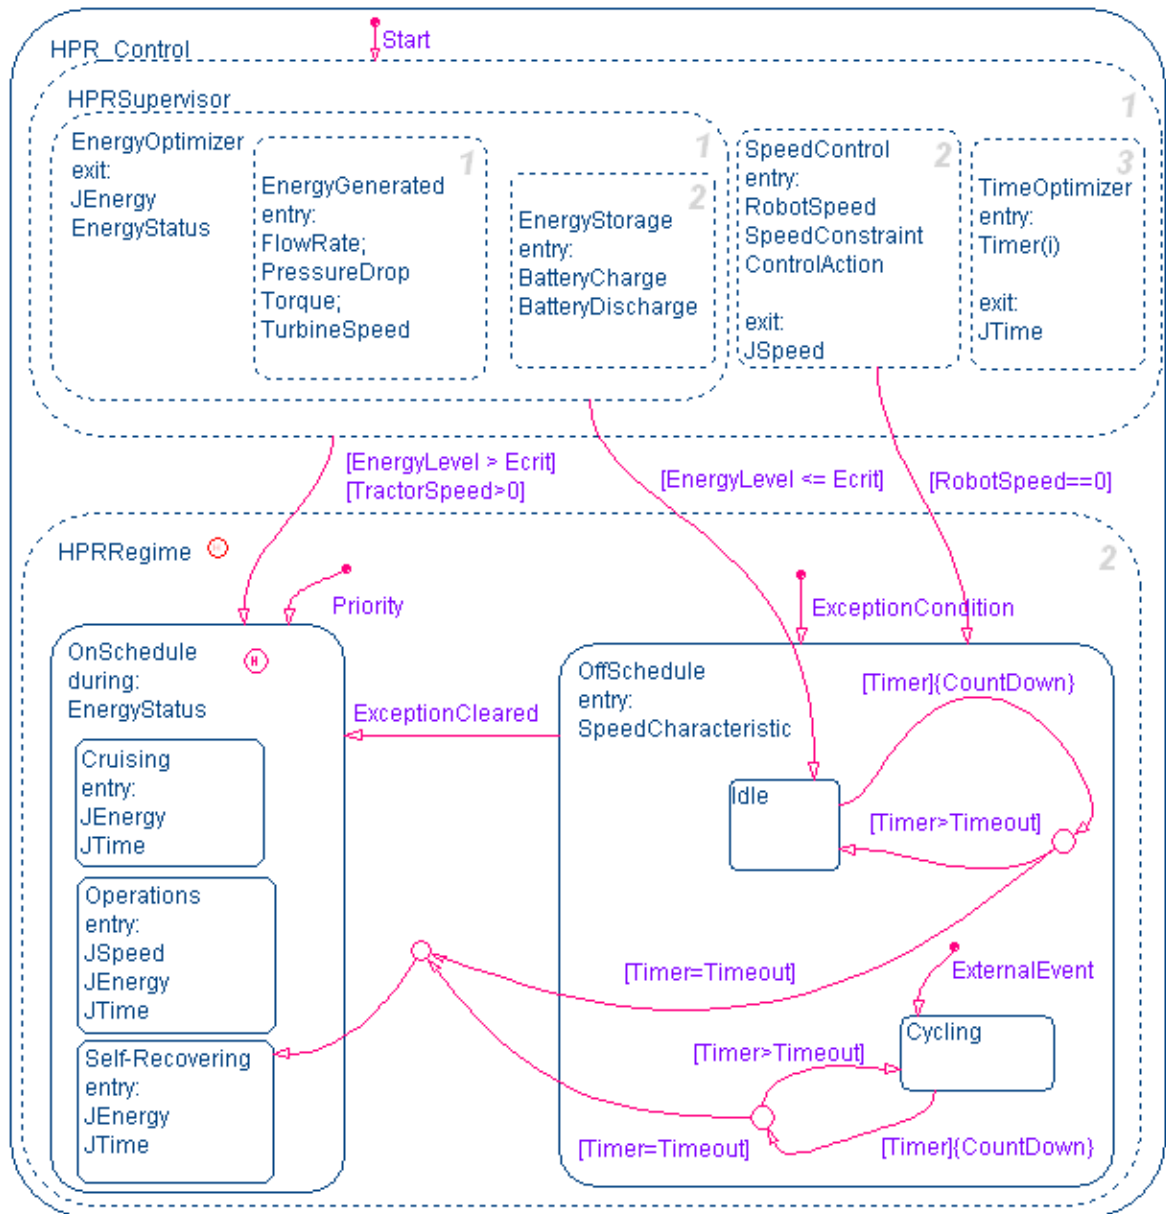 Start
HPR_Control
HPRSupervisor
1
EnergyOptimizer
exit:
JEnergy
EnergyStatus
1
EnergyGenerated
entry:
FlowRate;
PressureDrop
Torque;
TurbineSpeed
1
2
EnergyStorage
entry:
BatteryCharge
BatteryDischarge
SpeedControl
2
entry:
RobotSpeed
SpeedConstraint
ControlAction
exit:
JSpeed
3
TimeOptimizer
entry:
Timer(i)
exit:
JTime
[EnergyLevel > Ecrit]
[TractorSpeed>0]
[EnergyLevel <= Ecrit]
[RobotSpeed==0]
HPRRegime
H
2
Priority
ExceptionCondition
OnSchedule
H
during:
EnergyStatus
ExceptionCleared
OffSchedule
entry:
SpeedCharacteristic
[Timer]{CountDown}
Cruising
entry:
JEnergy
JTime
Idle
[Timer>Timeout]
Operations
entry:
JSpeed
JEnergy
JTime
[Timer=Timeout]
ExternalEvent
Self-Recovering
entry:
JEnergy
JTime
Cycling
[Timer>Timeout]
[Timer=Timeout]
[Timer]{CountDown}